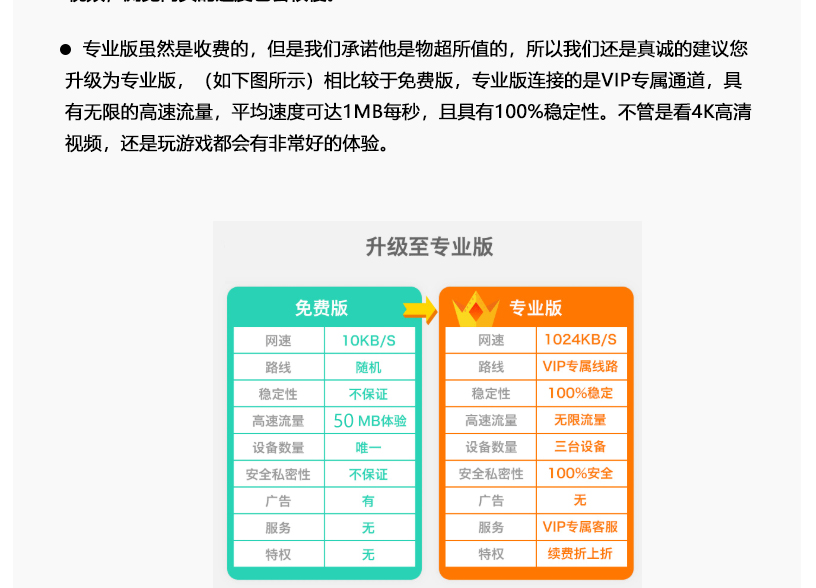 ● 专业版虽然是收费的，但是我们承诺他是物超所值的，所以我们还是真诚的建议您
升级为专业版，（如下图所示）相比较于免费版，专业版连接的是VIP专属通道，具
有无限的高速流量，平均速度可达1MB每秒，且具有100%稳定性。不管是看4K高清
视频，还是玩游戏都会有非常好的体验。
升级至专业版
免费版
网速 10KB/S
路线 随机
稳定性 不保证
高速流量 50 MB体验
设备数量 唯一
安全私密性 不保证
广告 有
服务 无
特权 无
专业版
网速 1024KB/S
路线 VIP专属线路
稳定性 100%稳定
高速流量 无限流量
设备数量 三台设备
安全私密性 100%安全
广告 无
服务 VIP专属客服
特权 续费折上折